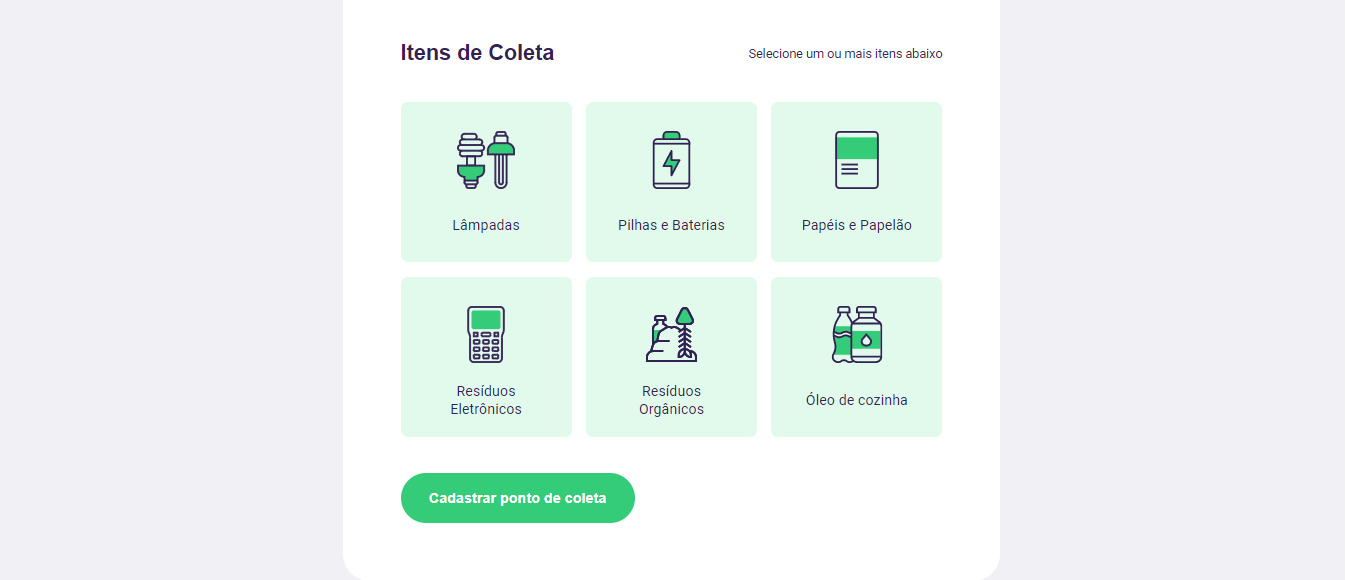 Itens de Coleta
Selecione um ou mais itens abaixo
Lâmpadas
Pilhas e Baterias
Papéis e Papelão
Resíduos
Eletrônicos
Resíduos
Orgânicos
Óleo de cozinha
Cadastrar ponto de coleta